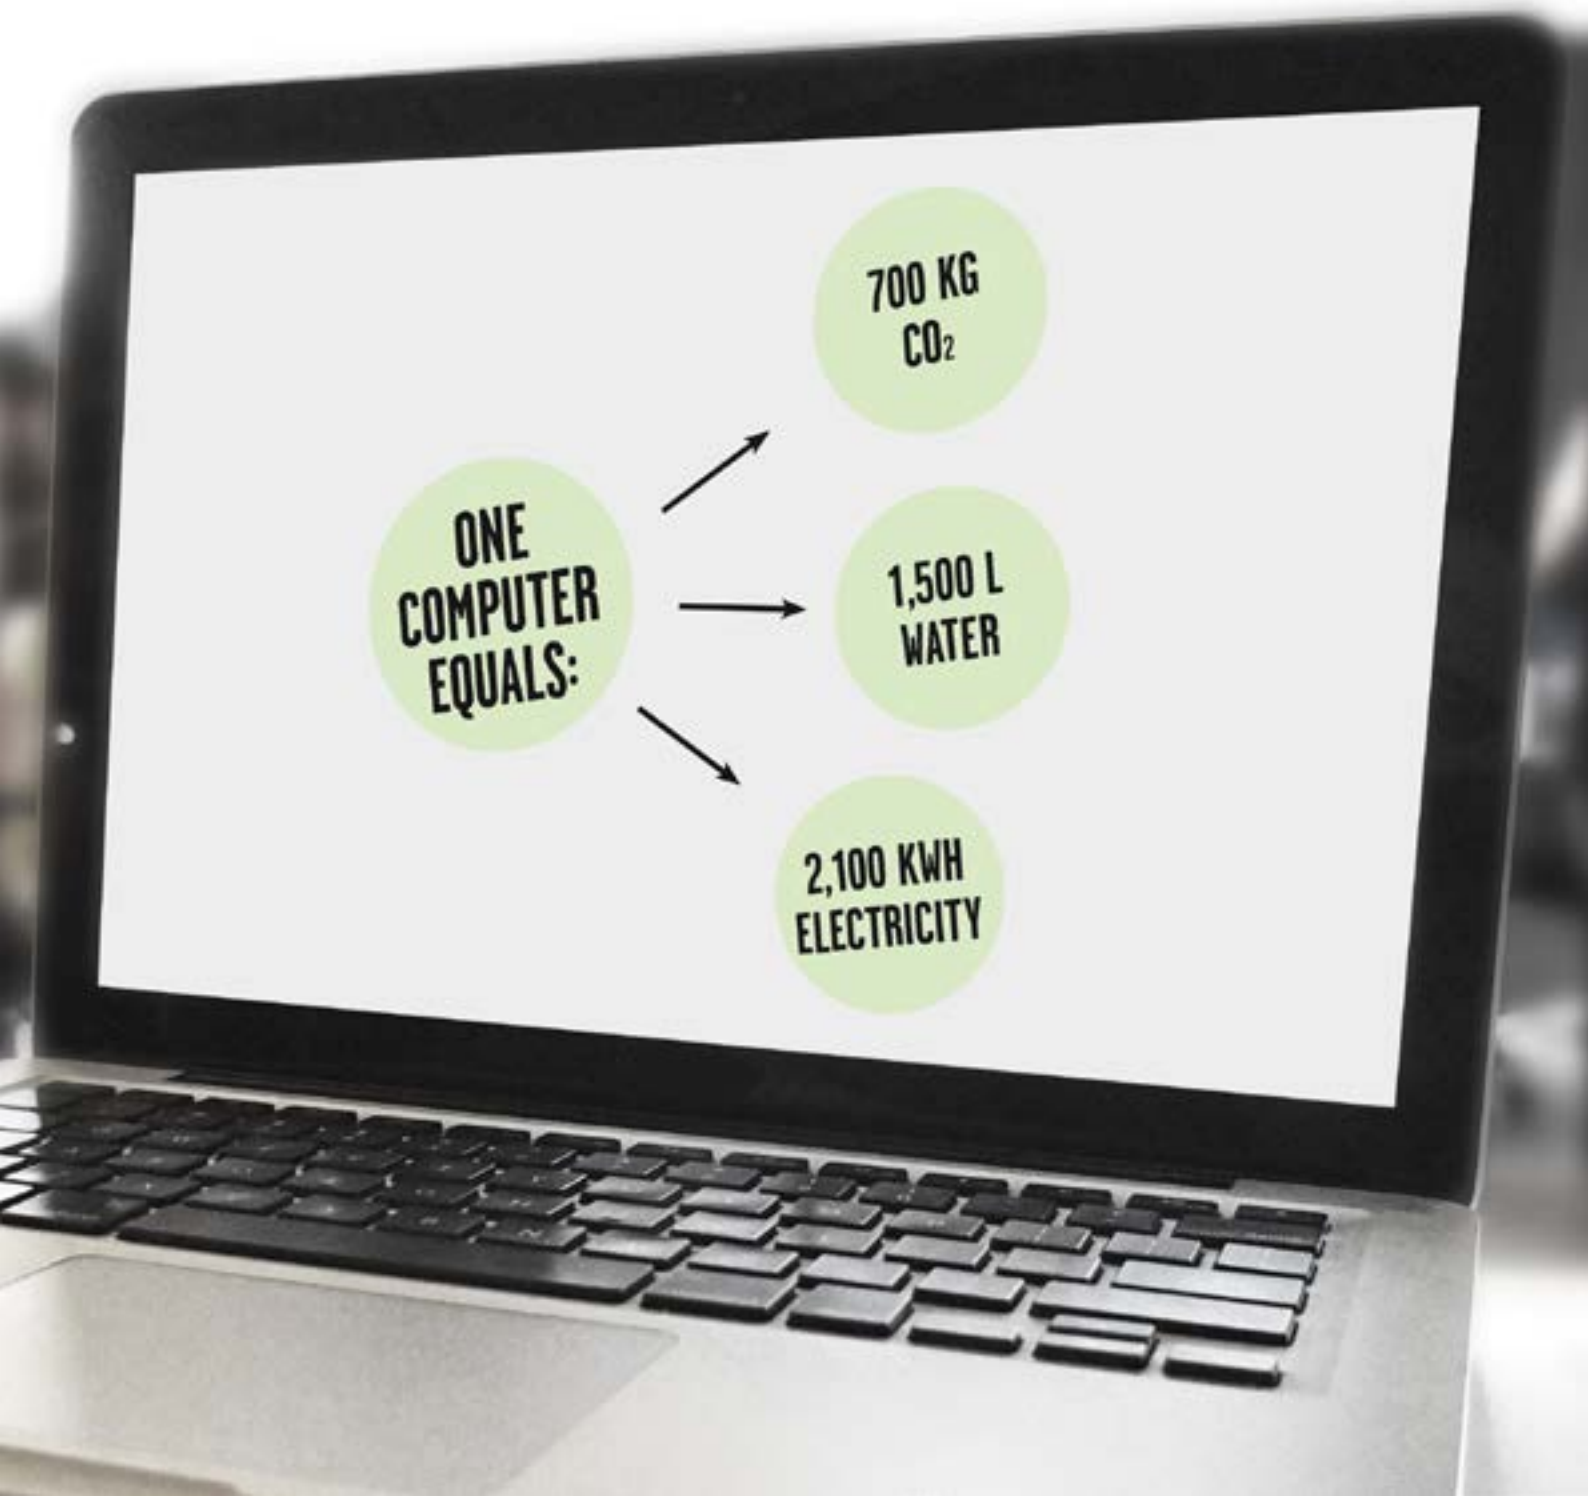 ONE
COMPUTER
EQUALS:
700 KG
CO₂
1,500 L
WATER
2,100 KWH
ELECTRICITY